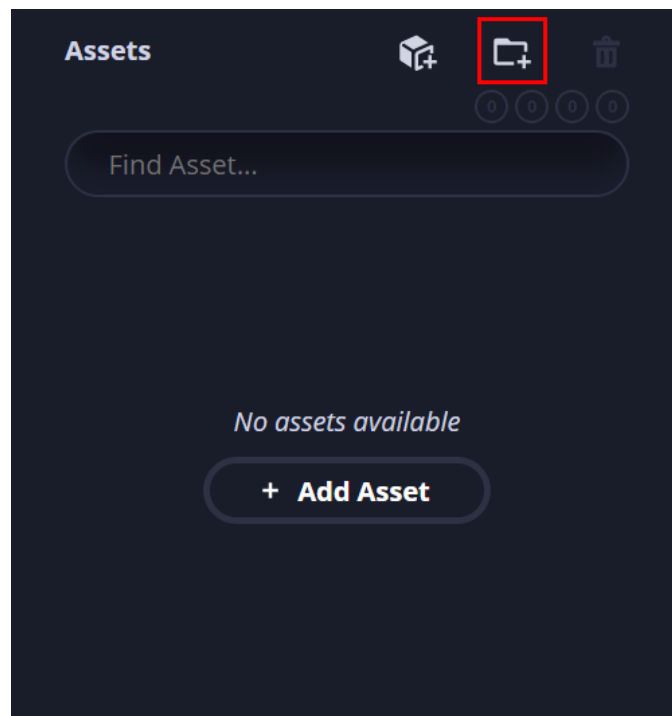 Assets
0 0 0 0
Find Asset...
No assets available
+ Add Asset